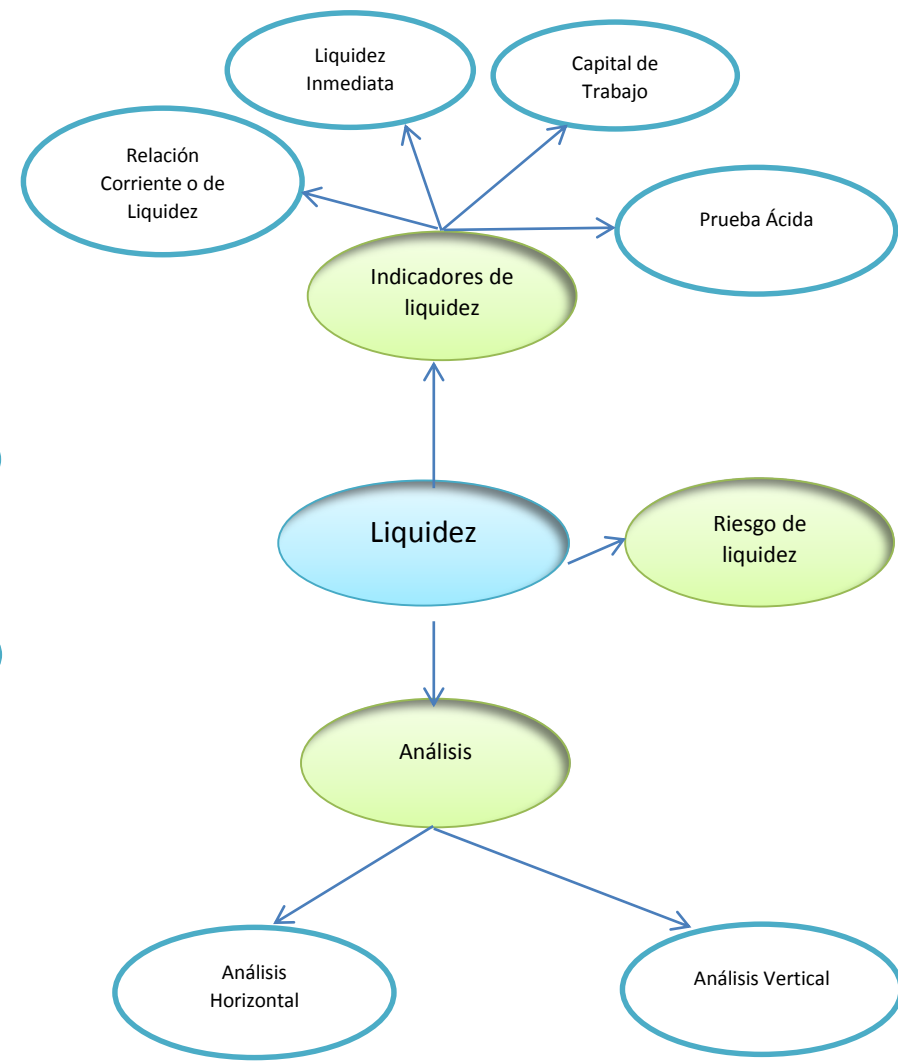 Liquidez
Inmediata
Capital de
Trabajo
Relación
Corriente o de
Liquidez
Prueba Ácida
Indicadores de
liquidez
Liquidez
Riesgo de
liquidez
Análisis
Análisis
Horizontal
Análisis Vertical